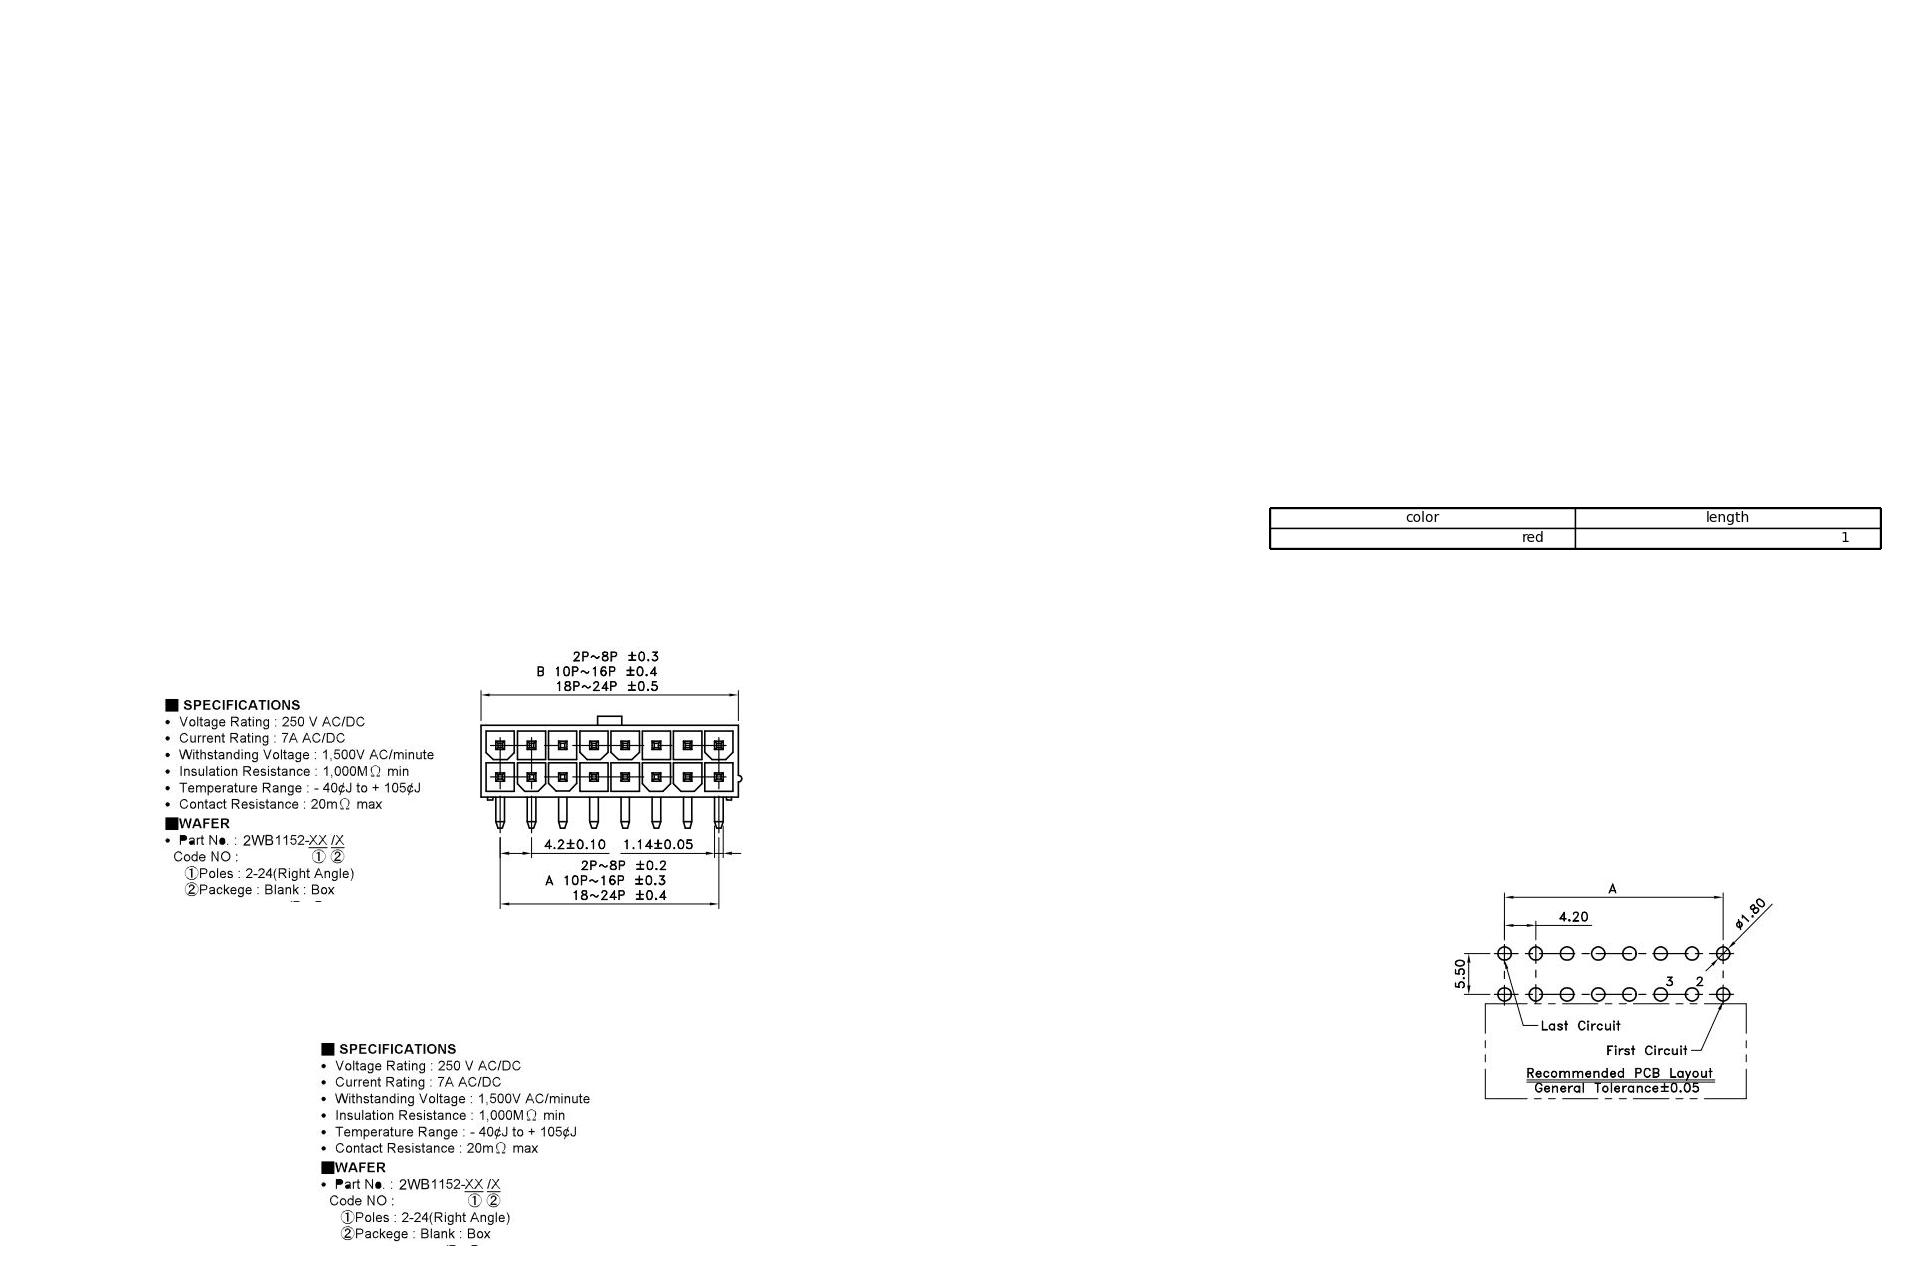 color length
red 1
2P~8P ±0.3
B 10P~16P ±0.4
18P~24P ±0.5
■ SPECIFICATIONS
• Voltage Rating : 250 V AC/DC
• Current Rating : 7A AC/DC
• Withstanding Voltage : 1,500V AC/minute
• Insulation Resistance : 1,000MΩ min
• Temperature Range : - 40¢J to + 105¢J
• Contact Resistance : 20mΩ max
■WAFER
• Part No. : 2WB1152-XX /X
Code NO : ① ②
①Poles : 2-24(Right Angle)
②Packege : Blank : Box
4.2±0.10 1.14±0.05
2P~8P ±0.2
A 10P~16P ±0.3
18~24P ±0.4
A
4.20
ø1.80
5.50
3 2
Last Circuit
First Circuit
Recommended PCB Layout
General Tolerance±0.05
■ SPECIFICATIONS
• Voltage Rating : 250 V AC/DC
• Current Rating : 7A AC/DC
• Withstanding Voltage : 1,500V AC/minute
• Insulation Resistance : 1,000MΩ min
• Temperature Range : - 40¢J to + 105¢J
• Contact Resistance : 20mΩ max
■WAFER
• Part No. : 2WB1152-XX /X
Code NO : ① ②
①Poles : 2-24(Right Angle)
②Packege : Blank : Box